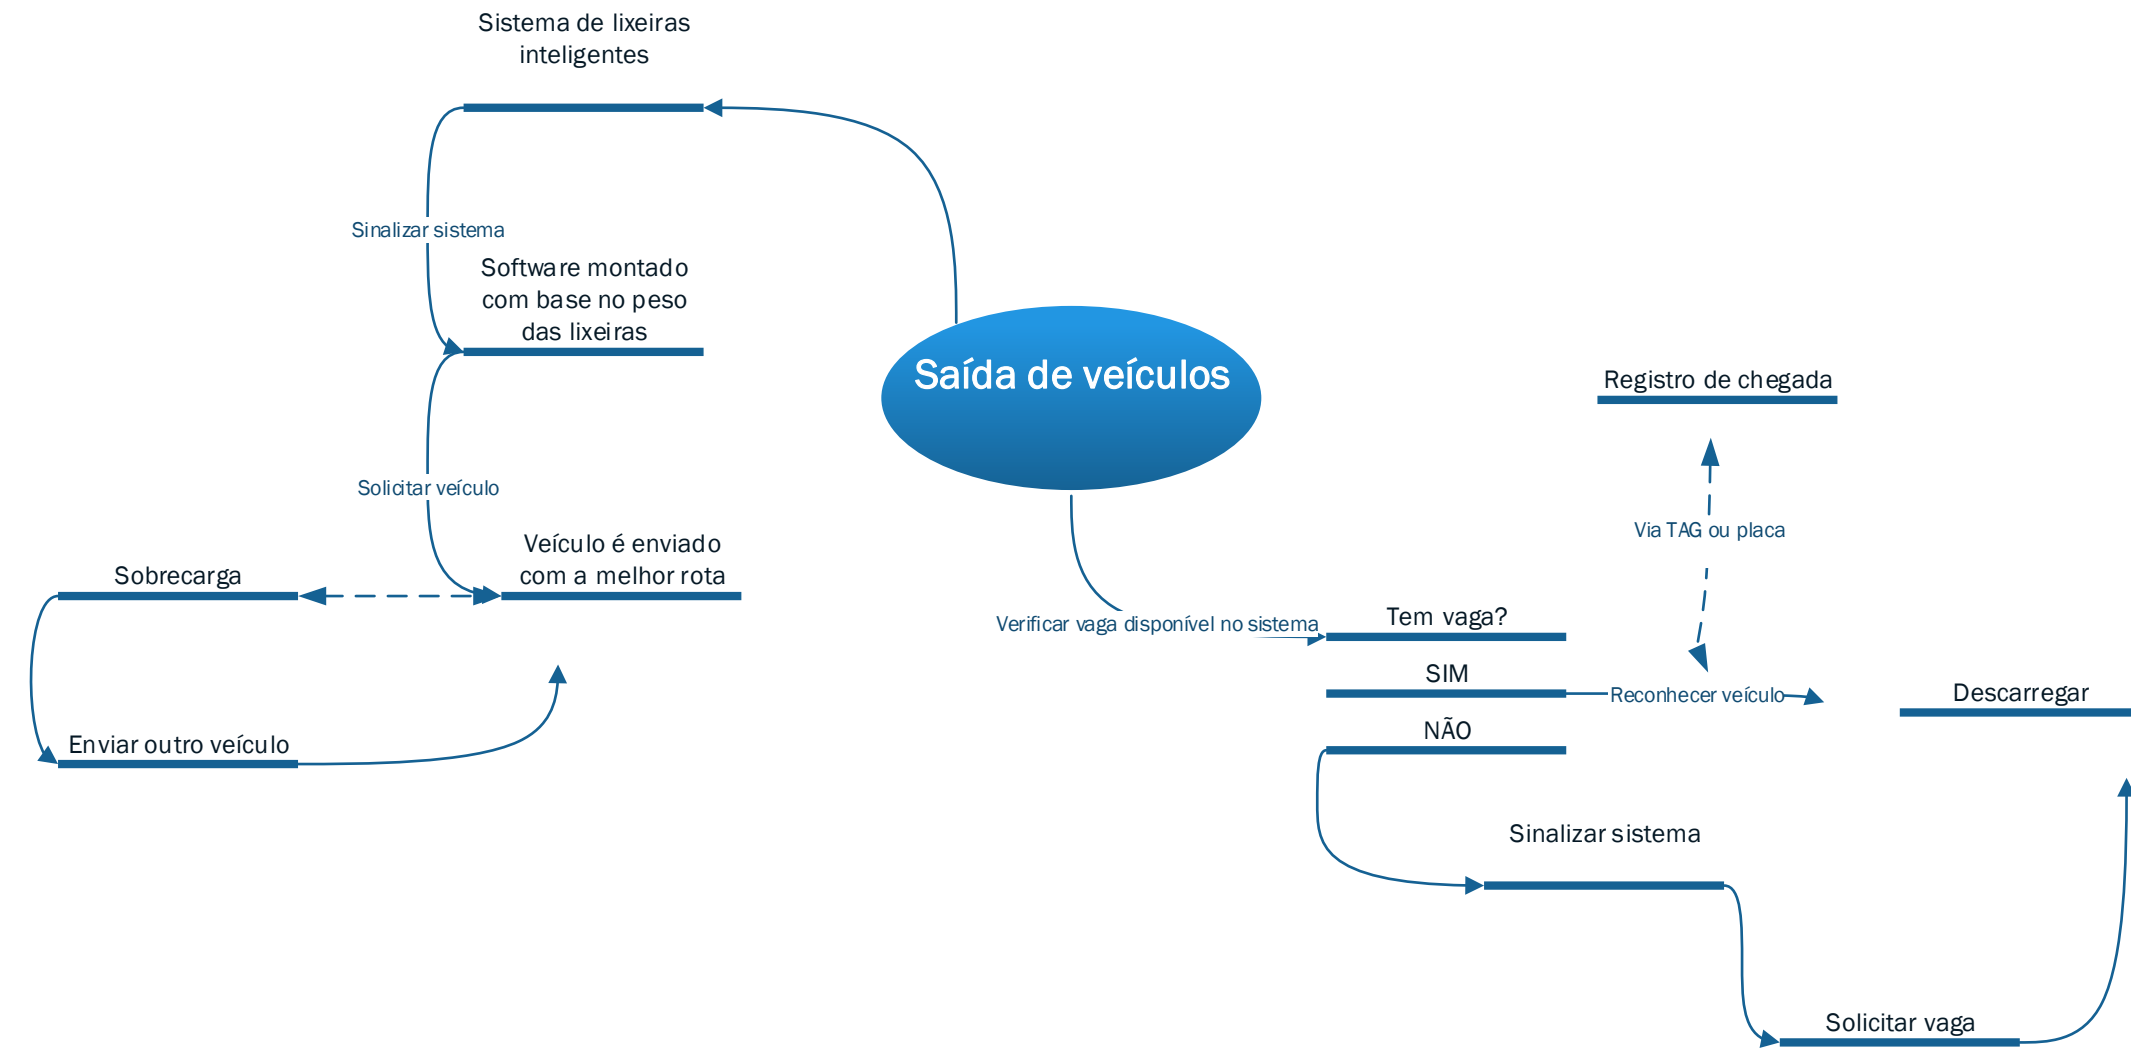 Sistema de lixeiras
inteligentes
Sinalizar sistema
Software montado
com base no peso
das lixeiras
Solicitar veículo
Veículo é enviado
com a melhor rota
Sobrecarga
Enviar outro veículo
Saída de veículos
Verificar vaga disponível no sistema
Tem vaga?
SIM
NÃO
Registro de chegada
Via TAG ou placa
Reconhecer veículo
Descarregar
Sinalizar sistema
Solicitar vaga